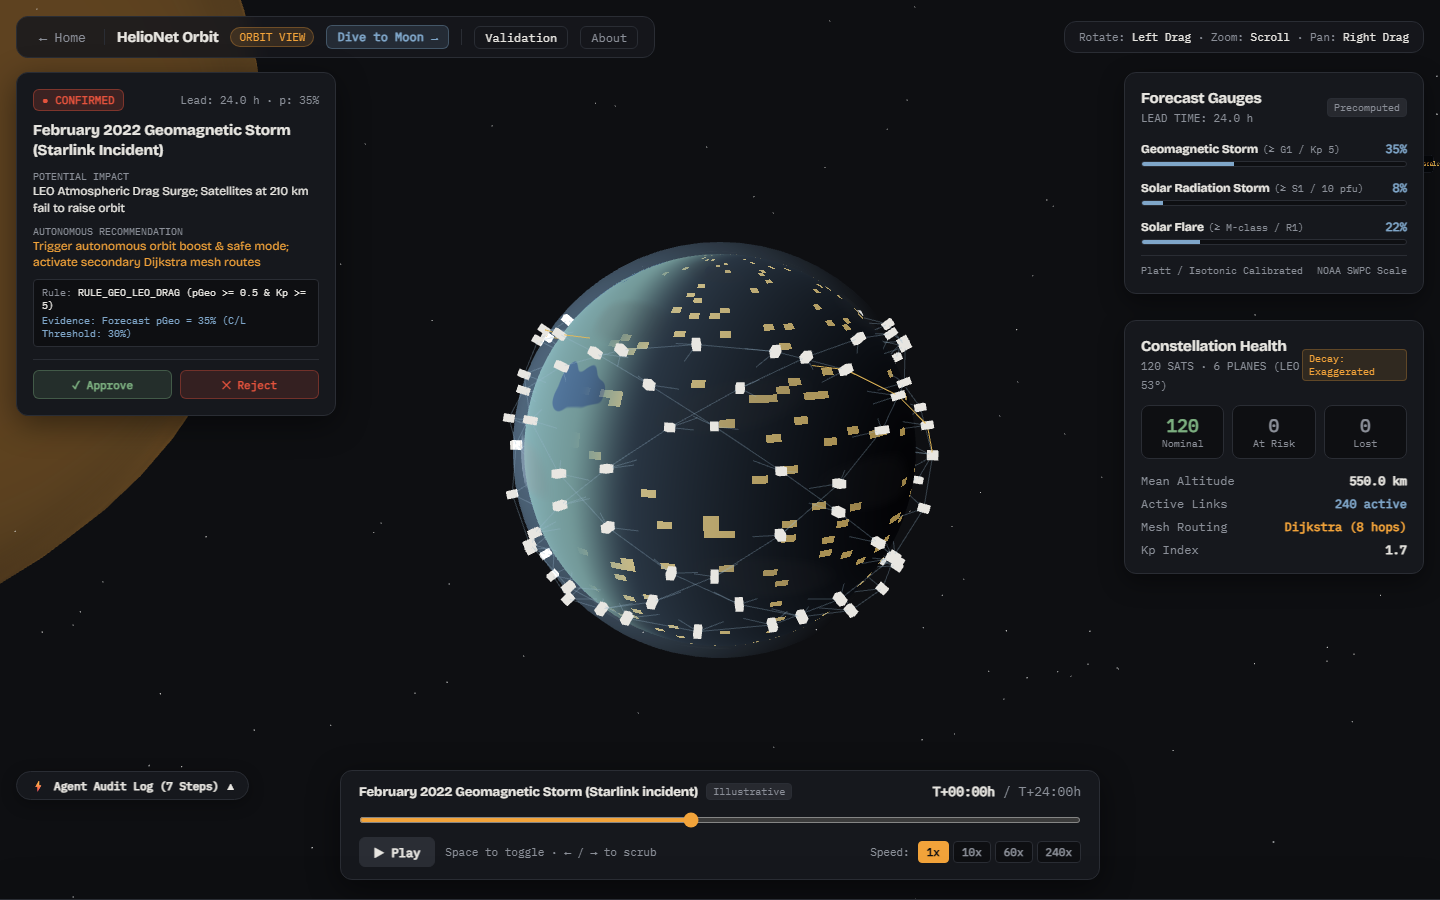 ← Home
HelioNet Orbit
ORBIT VIEW
Dive to Moon →
Validation
About
Rotate: Left Drag · Zoom: Scroll · Pan: Right Drag
● CONFIRMED
Lead: 24.0 h · p: 35%
February 2022 Geomagnetic Storm
(Starlink Incident)
POTENTIAL IMPACT
LEO Atmospheric Drag Surge; Satellites at 210 km
fail to raise orbit
AUTONOMOUS RECOMMENDATION
Trigger autonomous orbit boost & safe mode;
activate secondary Dijkstra mesh routes
Rule: RULE_GEO_LEO_DRAG (pGeo >= 0.5 & Kp >=
5)
Evidence: Forecast pGeo = 35% (C/L
Threshold: 30%)
✓ Approve
✕ Reject
Forecast Gauges
LEAD TIME: 24.0 h
Precomputed
Geomagnetic Storm (≥ G1 / Kp 5) 35%
Solar Radiation Storm (≥ S1 / 10 pfu) 8%
Solar Flare (≥ M-class / R1) 22%
Platt / Isotonic Calibrated NOAA SWPC Scale
Constellation Health
120 SATS · 6 PLANES (LEO
53°)
Decay:
Exaggerated
120
Nominal
0
At Risk
0
Lost
Mean Altitude 550.0 km
Active Links 240 active
Mesh Routing Dijkstra (8 hops)
Kp Index 1.7
Agent Audit Log (7 Steps) ▲
February 2022 Geomagnetic Storm (Starlink incident)
Illustrative
T+00:00h / T+24:00h
▶ Play
Space to toggle · ← / → to scrub
Speed: 1x 10x 60x 240x